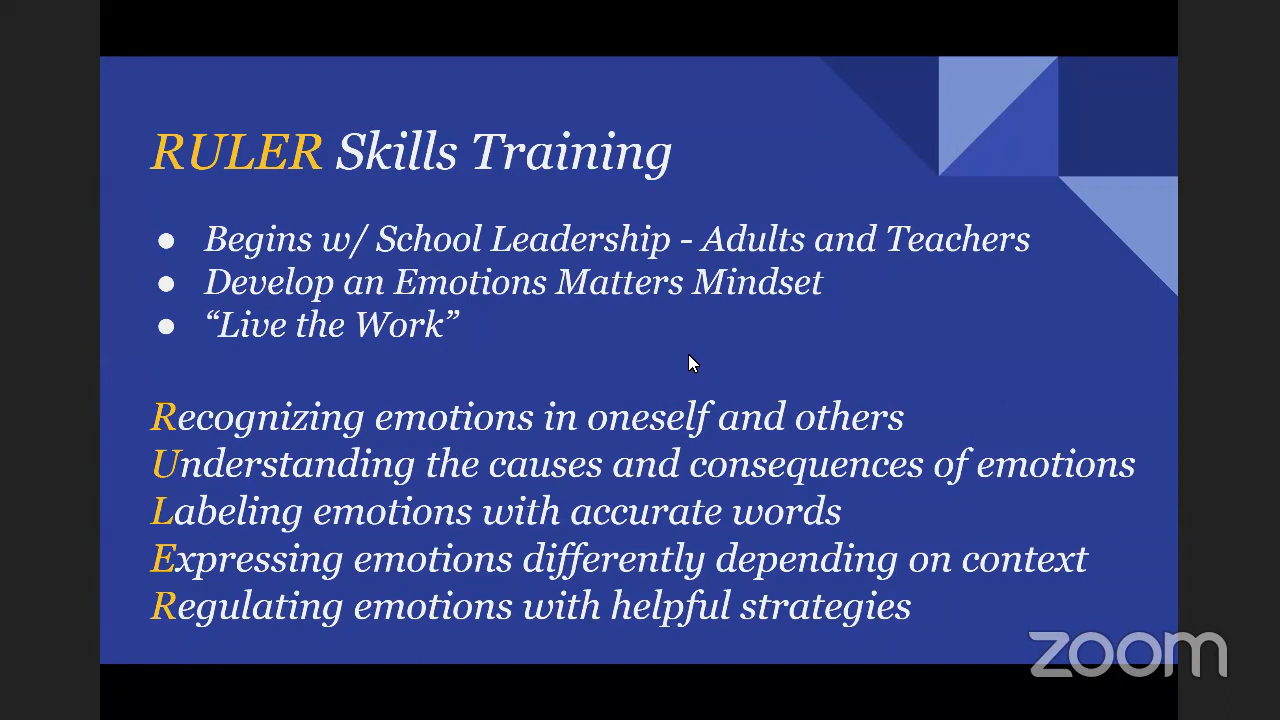 RULER Skills Training
● Begins w/ School Leadership - Adults and Teachers
● Develop an Emotions Matters Mindset
● “Live the Work”
Recognizing emotions in oneself and others
Understanding the causes and consequences of emotions
Labeling emotions with accurate words
Expressing emotions differently depending on context
Regulating emotions with helpful strategies
zoom